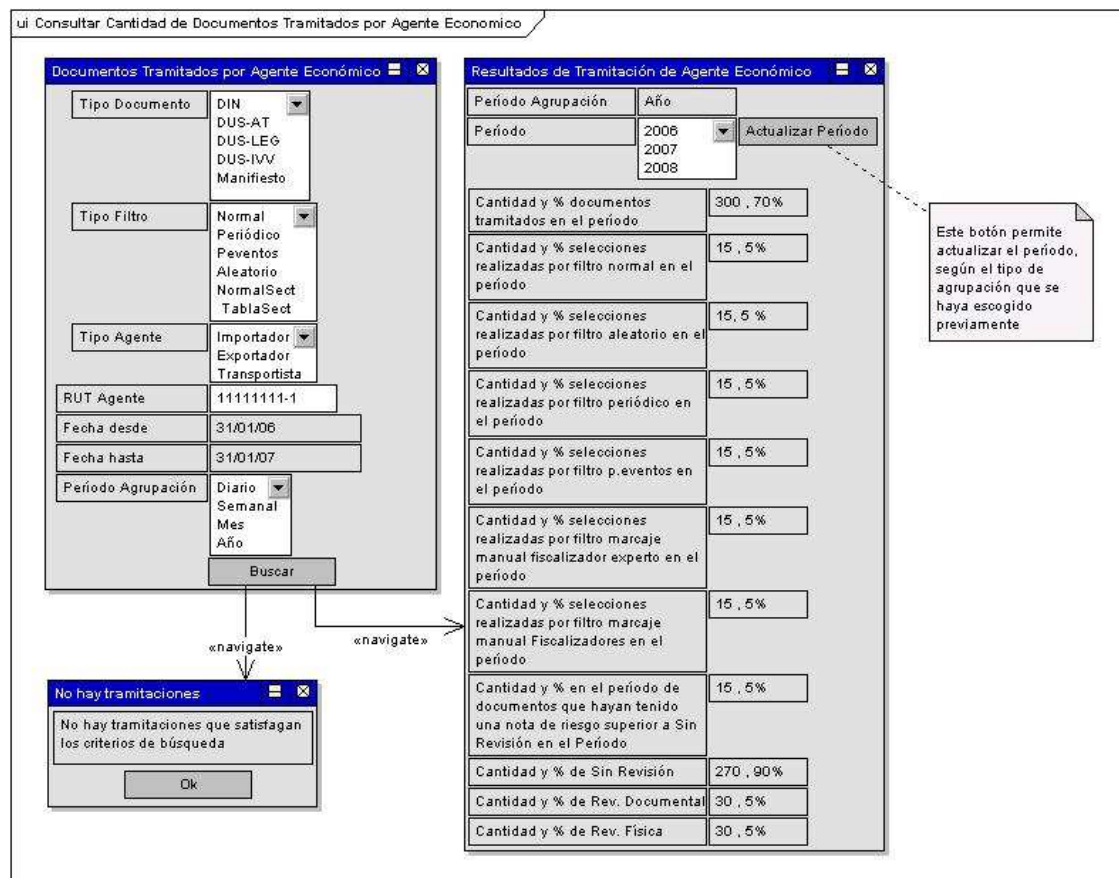 ui Consultar Cantidad de Documentos Tramitados por Agente Economico
Documentos Tramitados por Agente Económico
Tipo Documento
DIN
DUS-AT
DUS-LEG
DUS-IVV
Manifiesto
Tipo Filtro
Normal
Periódico
Peventos
Aleatorio
NormalSect
TablaSect
Tipo Agente
Importador
Exportador
Transportista
RUT Agente
11111111-1
Fecha desde
31/01/06
Fecha hasta
31/01/07
Período Agrupación
Diario
Semanal
Mes
Año
Buscar
«navigate»
«navigate»
No hay tramitaciones
No hay tramitaciones que satisfagan
los criterios de búsqueda
Ok
Resultados de Tramitación de Agente Económico
Período Agrupación
Año
Período
2006
2007
2008
Actualizar Período
Cantidad y % documentos
tramitados en el período
300 , 70%
Cantidad y % selecciones
realizadas por filtro normal en el
período
15 , 5%
Cantidad y % selecciones
realizadas por filtro aleatorio en el
período
15, 5 %
Cantidad y % selecciones
realizadas por filtro periódico en
el período
15 , 5%
Cantidad y % selecciones
realizadas por filtro p.eventos en
el período
15 , 5%
Cantidad y % selecciones
realizadas por filtro marcaje
manual fiscalizador experto en el
período
15 , 5%
Cantidad y % selecciones
realizadas por filtro marcaje
manual Fiscalizadores en el
período
15 , 5%
Cantidad y % en el período de
documentos que hayan tenido
una nota de riesgo superior a Sin
Revisión en el Período
15 , 5%
Cantidad y % de Sin Revisión
270 , 90%
Cantidad y % de Rev. Documental
30 , 5%
Cantidad y % de Rev. Física
30 , 5%
Este botón permite
actualizar el período,
según el tipo de
agrupación que se
haya escogido
previamente